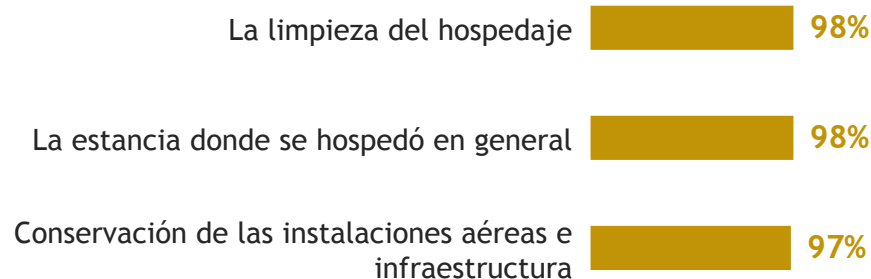 La limpieza del hospedaje 98%
La estancia donde se hospedó en general 98%
Conservación de las instalaciones aéreas e
infraestructura 97%